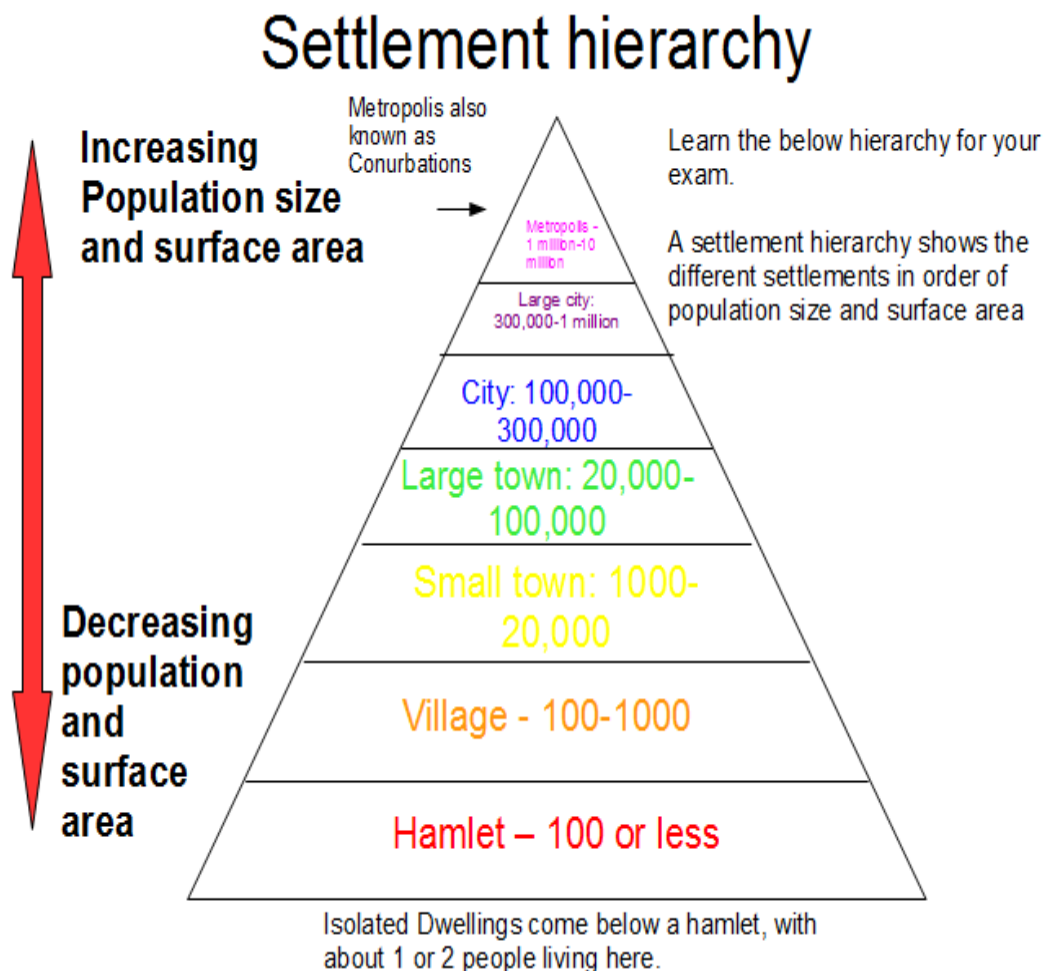 Settlement hierarchy
Metropolis also
known as
Conurbations
Increasing
Population size
and surface area
Learn the below hierarchy for your
exam.
A settlement hierarchy shows the
different settlements in order of
population size and surface area
Metropolis -
1 million-10
million
Large city:
300,000-1 million
City: 100,000-
300,000
Large town: 20,000-
100,000
Small town: 1000-
20,000
Village - 100-1000
Hamlet – 100 or less
Decreasing
population
and
surface
area
Isolated Dwellings come below a hamlet, with
about 1 or 2 people living here.